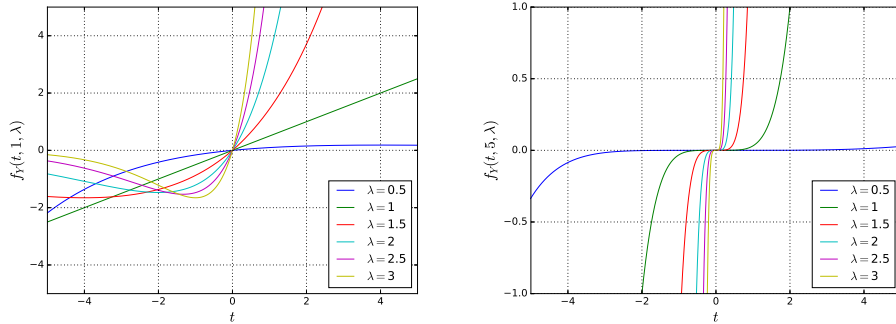 f_Y(t, 1, λ)
4
2
0
−2
−4
−4
−2
0
2
4
t
λ = 0.5
λ = 1
λ = 1.5
λ = 2
λ = 2.5
λ = 3
f_Y(t, 5, λ)
1.0
0.5
0.0
−0.5
−1.0
−4
−2
0
2
4
t
λ = 0.5
λ = 1
λ = 1.5
λ = 2
λ = 2.5
λ = 3